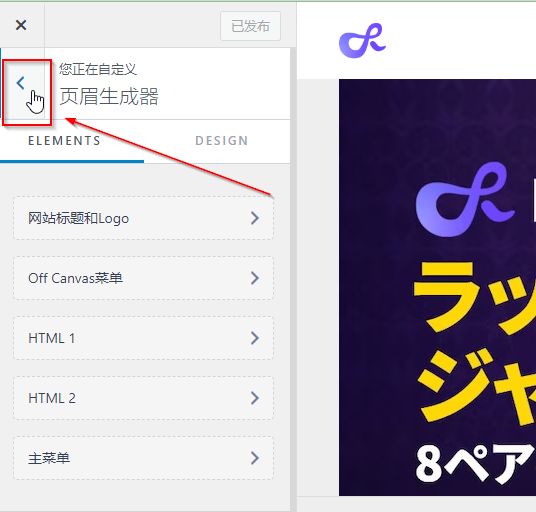 已发布
您正在自定义
页眉生成器
ELEMENTS
DESIGN
网站标题和Logo
Off Canvas菜单
HTML 1
HTML 2
主菜单
ラッ
ジャ
8ペア